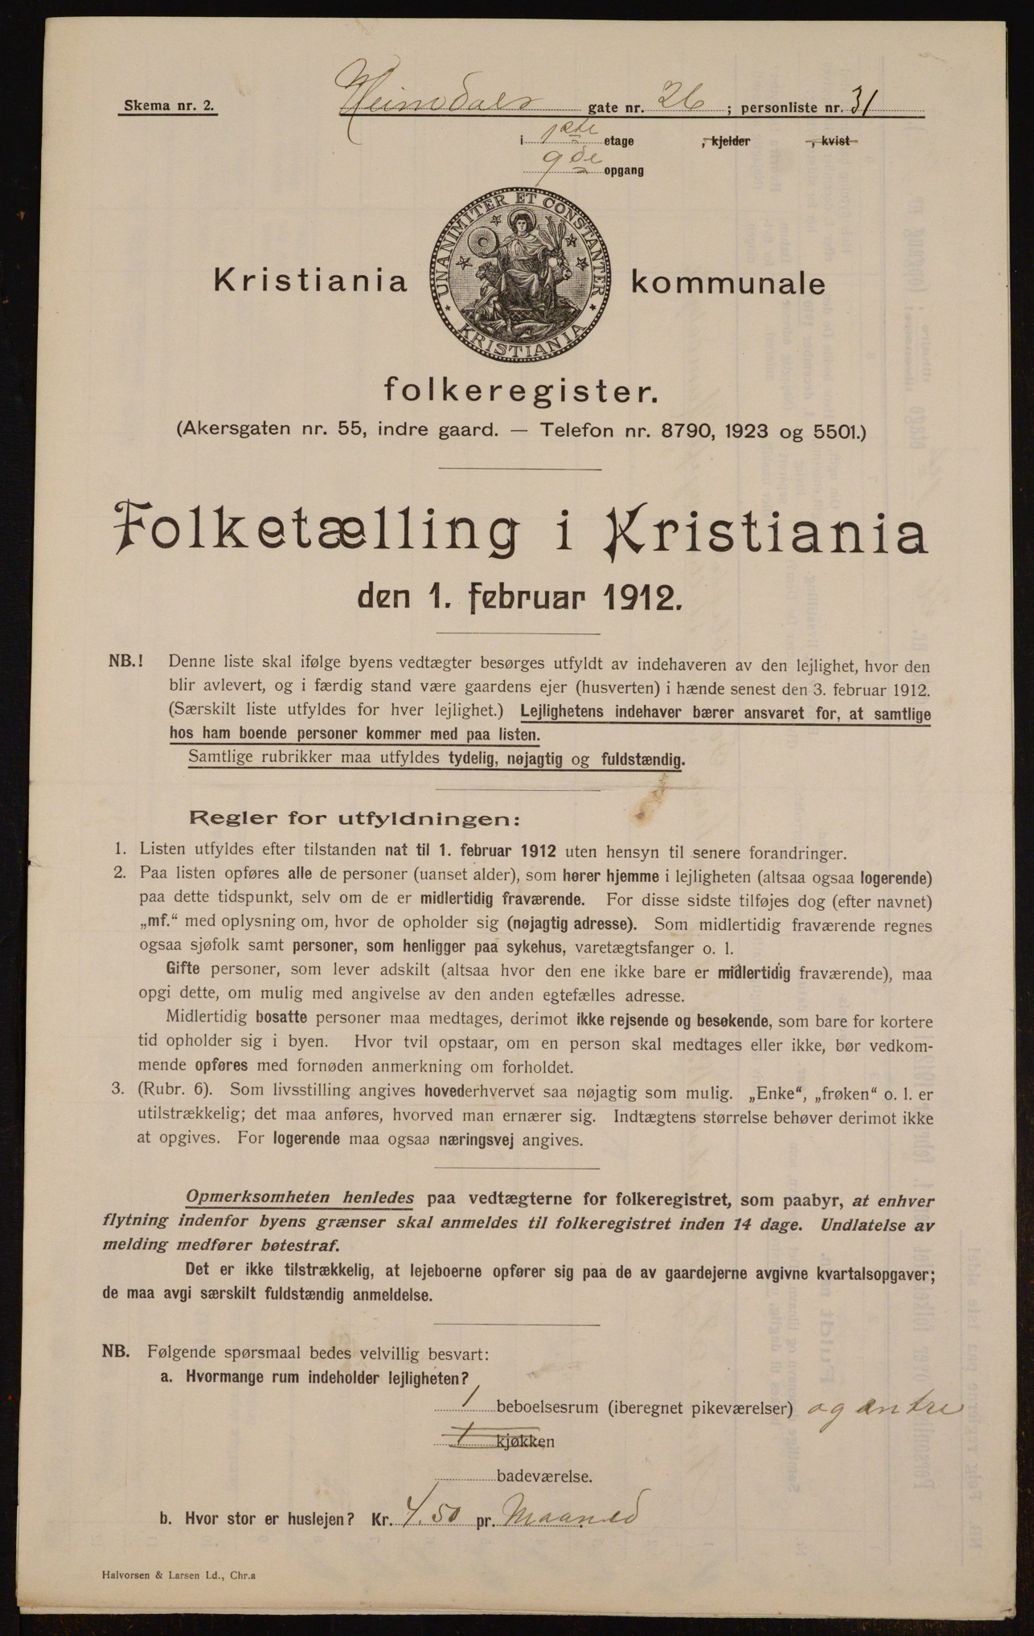 Skema nr. 2.
Heimdals gate nr. 26; personliste nr. 31
i 1ste etage, kjelder, kvist
9de opgang
UNANIMITER ET CONSTANTER
KRISTIANIA
Kristiania kommunale
folkeregister.
(Akersgaten nr. 55, indre gaard. — Telefon nr. 8790, 1923 og 5501.)
Folketælling i Kristiania
den 1. februar 1912.
NB.! Denne liste skal ifølge byens vedtægter besørges utfyldt av indehaveren av den lejlighet, hvor den
blir avlevert, og i færdig stand være gaardens ejer (husverten) i hænde senest den 3. februar 1912.
(Særskilt liste utfyldes for hver lejlighet.) Lejlighetens indehaver bærer ansvaret for, at samtlige
hos ham boende personer kommer med paa listen.
Samtlige rubrikker maa utfyldes tydelig, nøjagtig og fuldstændig.
Regler for utfyldningen:
1. Listen utfyldes efter tilstanden nat til 1. februar 1912 uten hensyn til senere forandringer.
2. Paa listen opføres alle de personer (uanset alder), som hører hjemme i lejligheten (altsaa ogsaa logerende)
paa dette tidspunkt, selv om de er midlertidig fraværende. For disse sidste tilføjes dog (efter navnet)
„mf.“ med oplysning om, hvor de opholder sig (nøjagtig adresse). Som midlertidig fraværende regnes
ogsaa sjøfolk samt personer, som henligger paa sykehus, varetægtsfanger o. l.
Gifte personer, som lever adskilt (altsaa hvor den ene ikke bare er midlertidig fraværende), maa
opgi dette, om mulig med angivelse av den anden egtefælles adresse.
Midlertidig bosatte personer maa medtages, derimot ikke rejsende og besøkende, som bare for kortere
tid opholder sig i byen. Hvor tvil opstaar, om en person skal medtages eller ikke, bør vedkom-
mende opføres med fornøden anmerkning om forholdet.
3. (Rubr. 6). Som livsstilling angives hovederhvervet saa nøjagtig som mulig. „Enke“, „frøken“ o. l. er
utilstrækkelig; det maa anføres, hvorved man ernærer sig. Indtægtens størrelse behøver derimot ikke
at opgives. For logerende maa ogsaa næringsvej angives.
Opmerksomheten henledes paa vedtægterne for folkeregistret, som paabyr, at enhver
flytning indenfor byens grænser skal anmeldes til folkeregistret inden 14 dage. Undlatelse av
melding medfører bøtestraf.
Det er ikke tilstrækkelig, at lejeboerne opfører sig paa de av gaardejerne avgivne kvartalsopgaver;
de maa avgi særskilt fuldstændig anmeldelse.
NB. Følgende spørsmaal bedes velvillig besvart:
a. Hvormange rum indeholder lejligheten?
1 beboelsesrum (iberegnet pikeværelser) og entre
1 kjøkken
badeværelse.
b. Hvor stor er huslejen? Kr. 4,50 pr. Maaned
Halvorsen & Larsen Ld., Chr.a